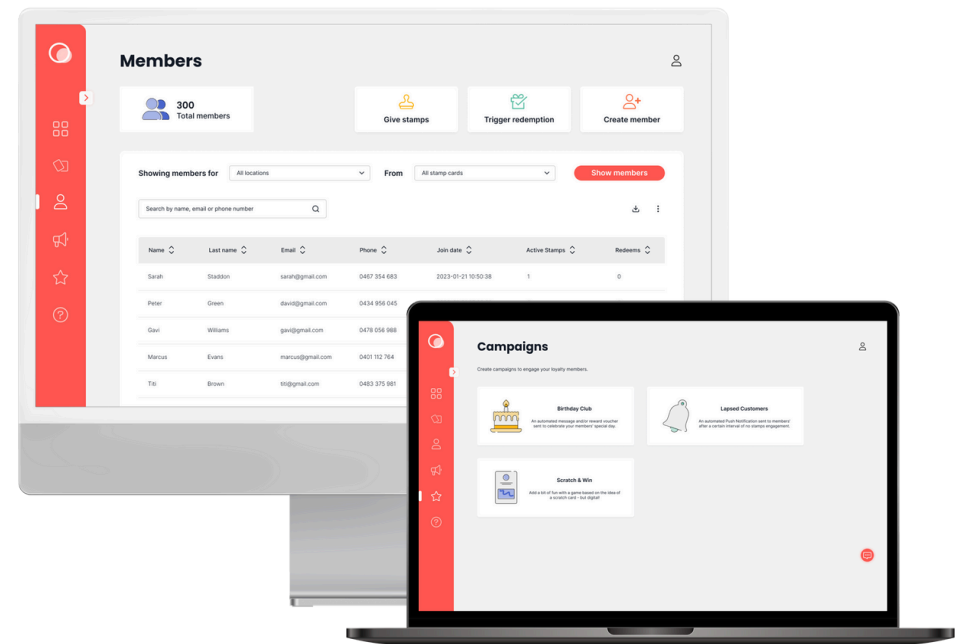 Members
300
Total members
Give stamps
Trigger redemption
Create member
Showing members for
All locations
From
All stamp cards
Show members
Search by name, email or phone number
Name Last name Email Phone Join date Active Stamps Redeems
Sarah Staddon sarah@gmail.com 0467 354 683 2023-01-21 10:50:38 1 0
Peter Green david@gmail.com 0434 956 045
Gavi Williams gavi@gmail.com 0478 056 988
Marcus Evans marcus@gmail.com 0401 112 764
Titi Brown titi@gmail.com 0483 375 981
Campaigns
Create campaigns to engage your loyalty members.
Birthday Club
An automated message and/or reward voucher
sent to celebrate your members' special day.
Lapsed Customers
An automated Push Notification sent to members'
after a certain interval of no stamps engagement.
Scratch & Win
Add a bit of fun with a game based on the idea of
a scratch card - but digital!